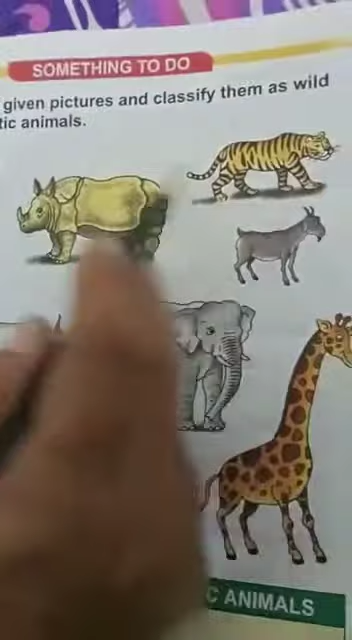 SOMETHING TO DO
given pictures and classify them as wild
tic animals.
C ANIMALS